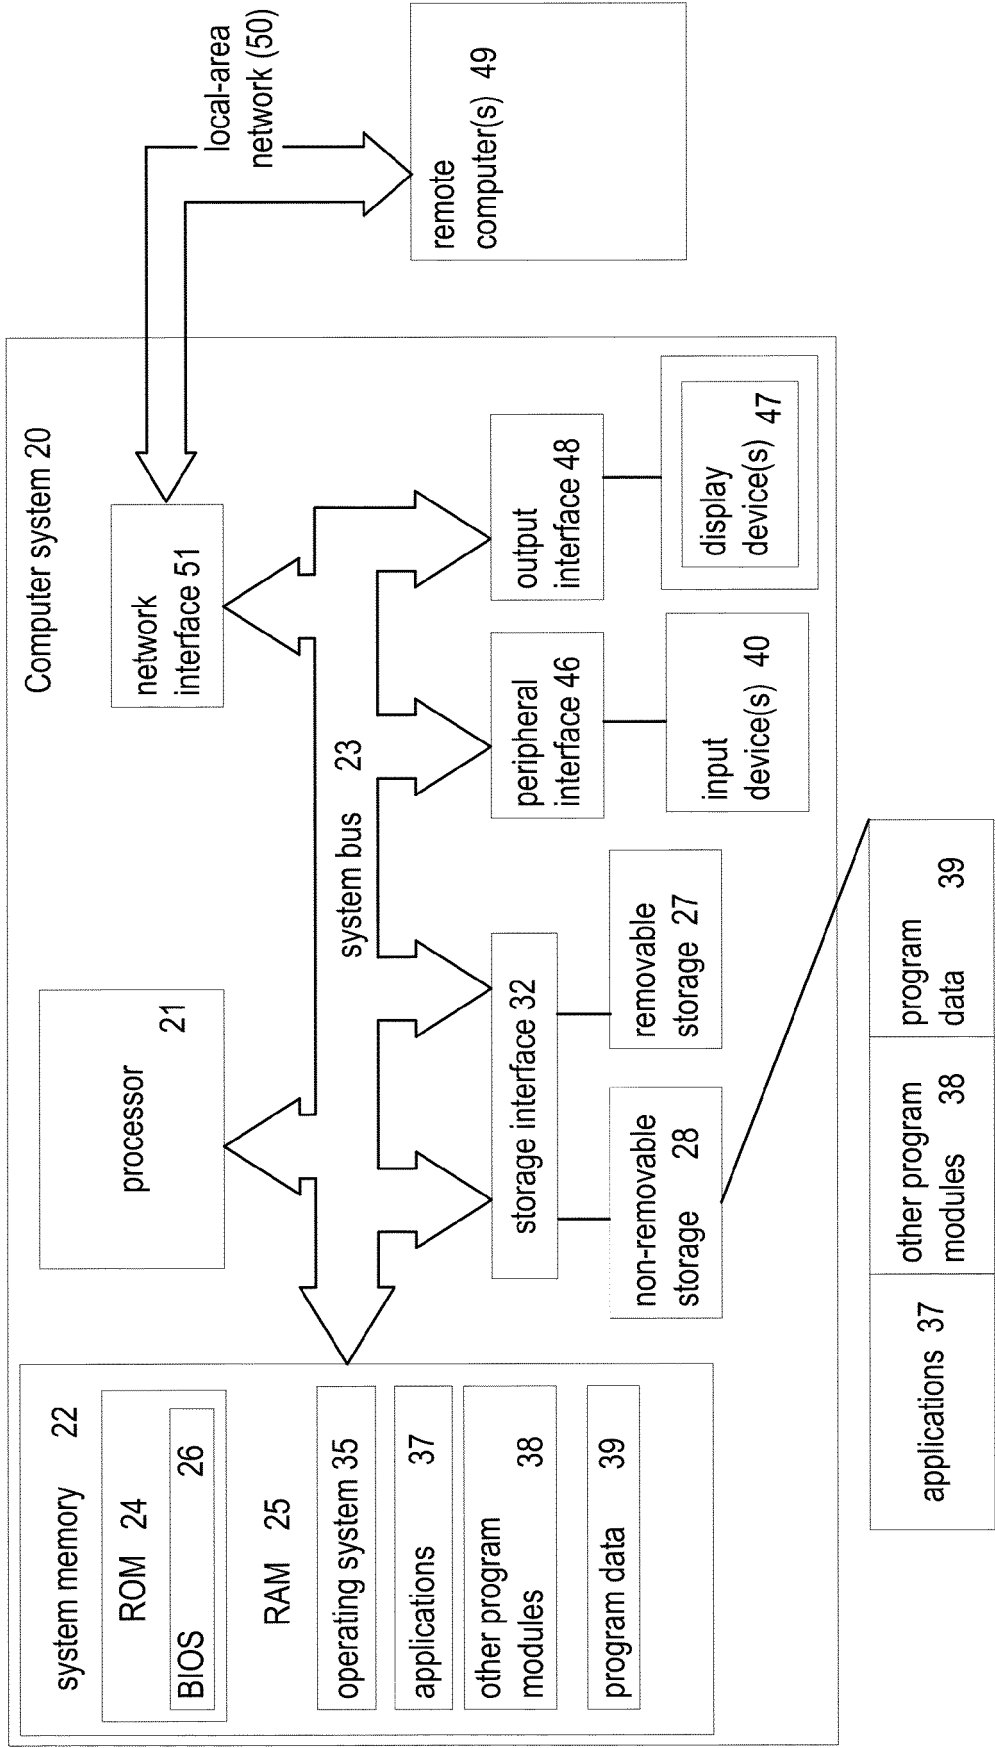 Computer system 20
system memory 22
ROM 24
BIOS 26
RAM 25
operating system 35
applications 37
other program
modules 38
program data 39
processor
21
system bus 23
network
interface 51
local-area
network (50)
remote
computer(s) 49
storage interface 32
non-removable
storage 28
removable
storage 27
peripheral
interface 46
input
device(s) 40
output
interface 48
display
device(s) 47
applications 37
other program
modules 38
program
data 39